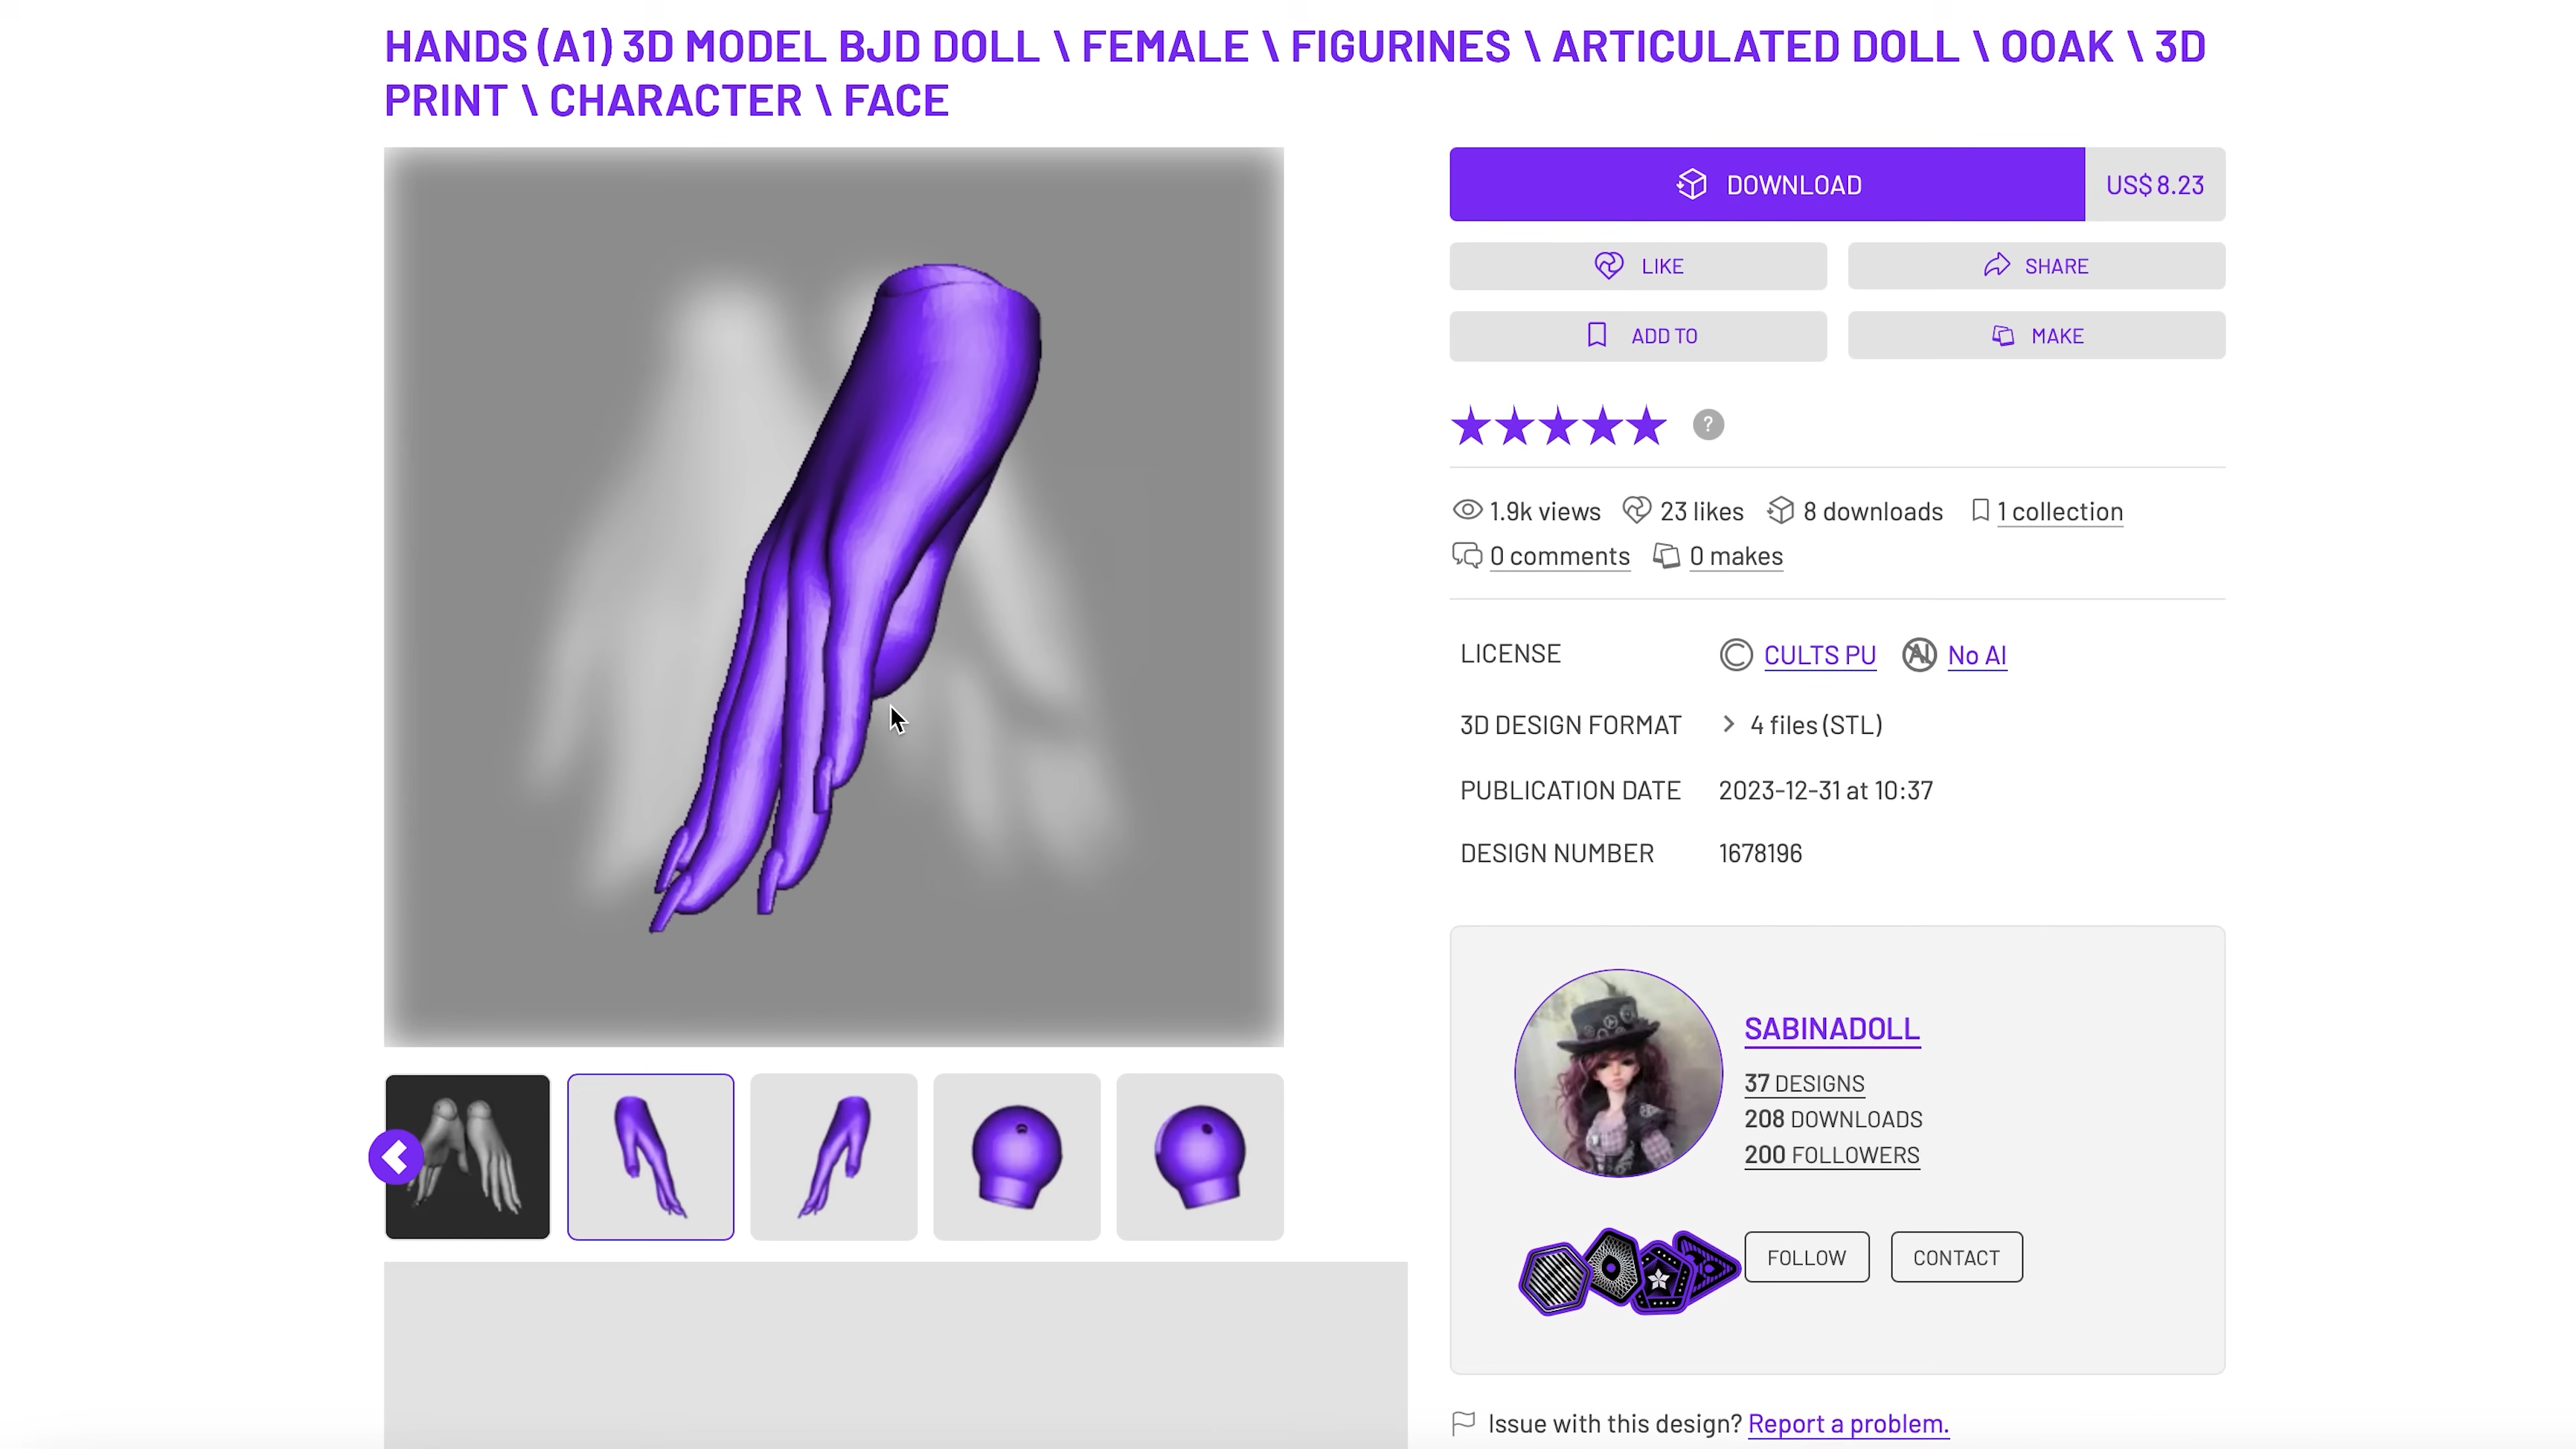 HANDS (A1) 3D MODEL BJD DOLL \ FEMALE \ FIGURINES \ ARTICULATED DOLL \ OOAK \ 3D
PRINT \ CHARACTER \ FACE
DOWNLOAD US$ 8.23
LIKE SHARE
ADD TO MAKE
?
1.9k views 23 likes 8 downloads 1 collection
0 comments 0 makes
LICENSE © CULTS PU AI No AI
3D DESIGN FORMAT > 4 files (STL)
PUBLICATION DATE 2023-12-31 at 10:37
DESIGN NUMBER 1678196
SABINADOLL
37 DESIGNS
208 DOWNLOADS
200 FOLLOWERS
FOLLOW CONTACT
Issue with this design? Report a problem.